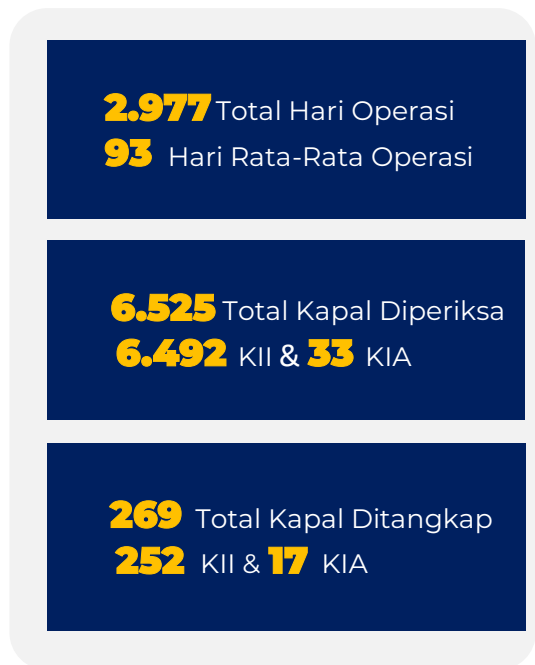 2.977 Total Hari Operasi
93 Hari Rata-Rata Operasi
6.525 Total Kapal Diperiksa
6.492 KII & 33 KIA
269 Total Kapal Ditangkap
252 KII & 17 KIA